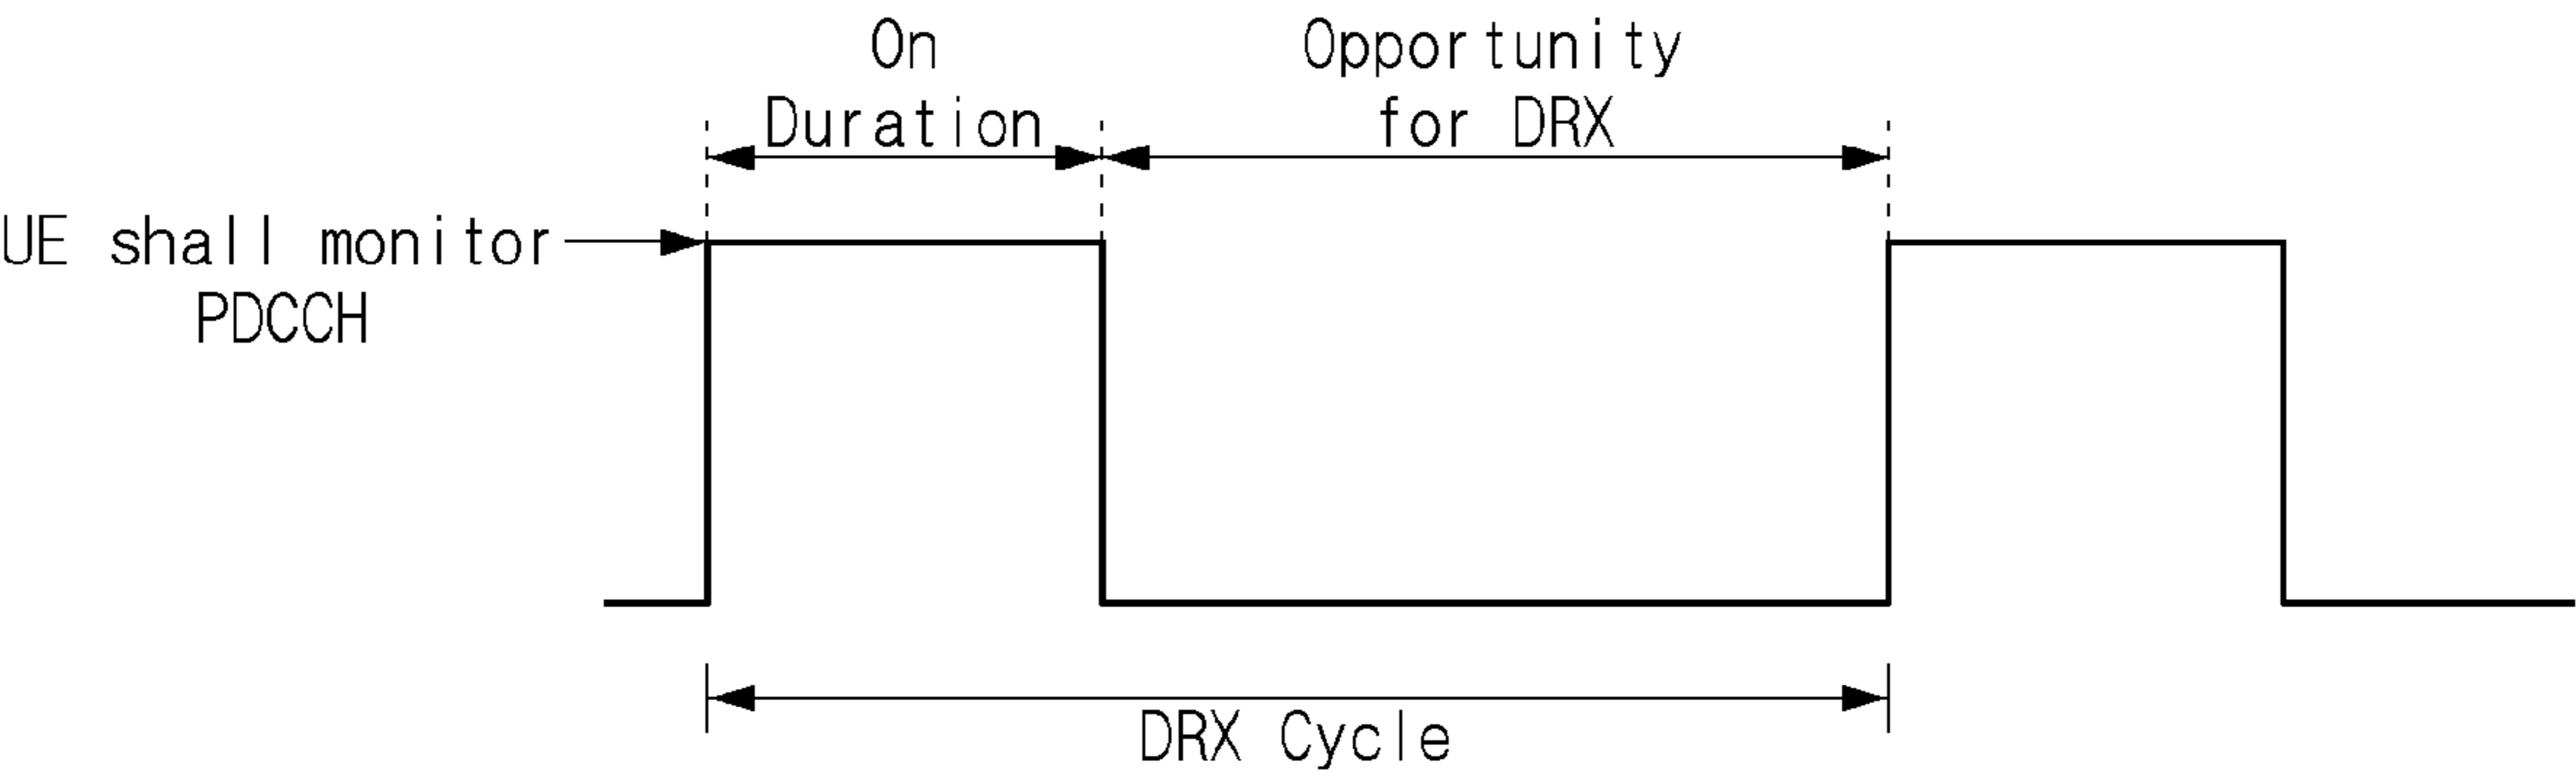 On
Duration
Opportunity
for DRX
UE shall monitor
PDCCH
DRX Cycle